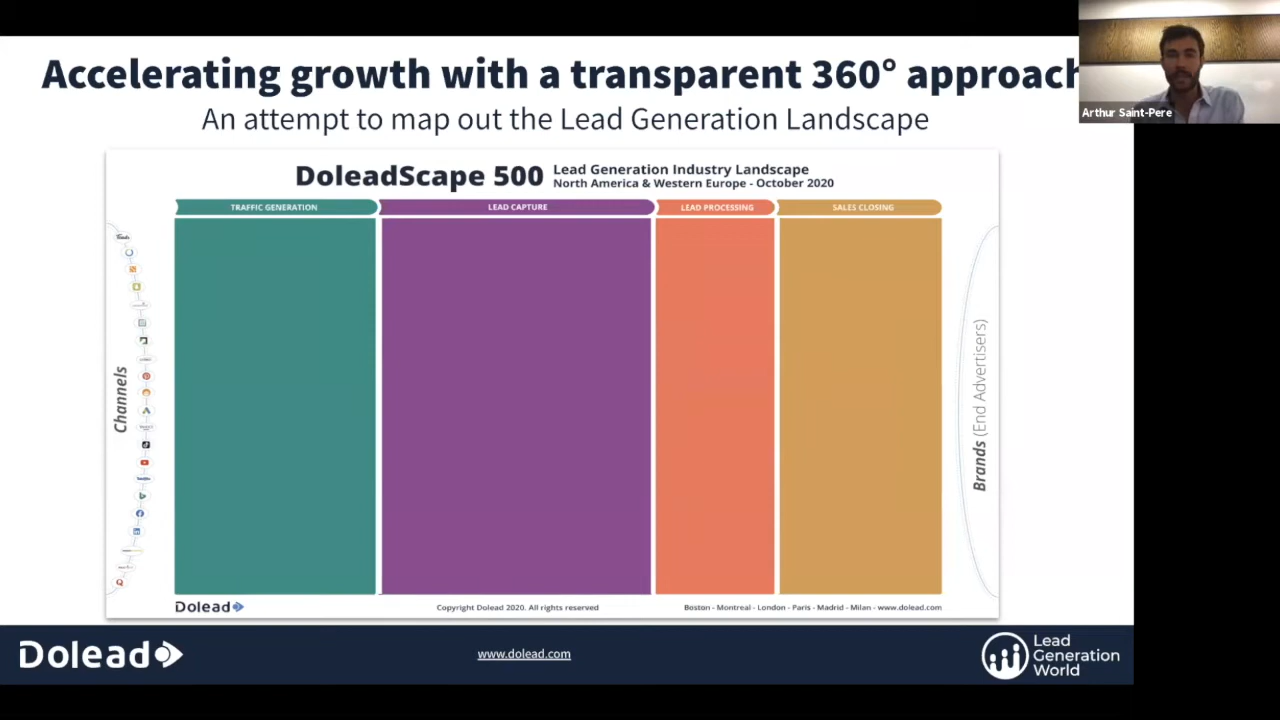 Accelerating growth with a transparent 360° approach
Arthur Saint-Pere
An attempt to map out the Lead Generation Landscape
DoleadScape 500
Lead Generation Industry Landscape
North America & Western Europe - October 2020
TRAFFIC GENERATION
LEAD CAPTURE
LEAD PROCESSING
SALES CLOSING
Channels
Brands (End Advertisers)
Dolead
Copyright Dolead 2020. All rights reserved
Boston - Montreal - London - Paris - Madrid - Milan - www.dolead.com
Dolead
www.dolead.com
Lead
Generation
World